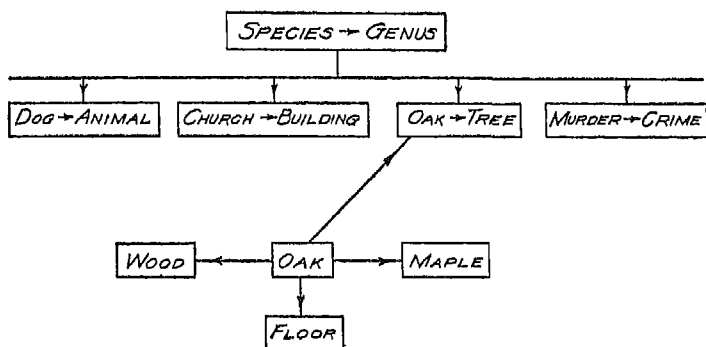 SPECIES → GENUS
DOG → ANIMAL CHURCH → BUILDING OAK → TREE MURDER → CRIME
WOOD OAK MAPLE
FLOOR